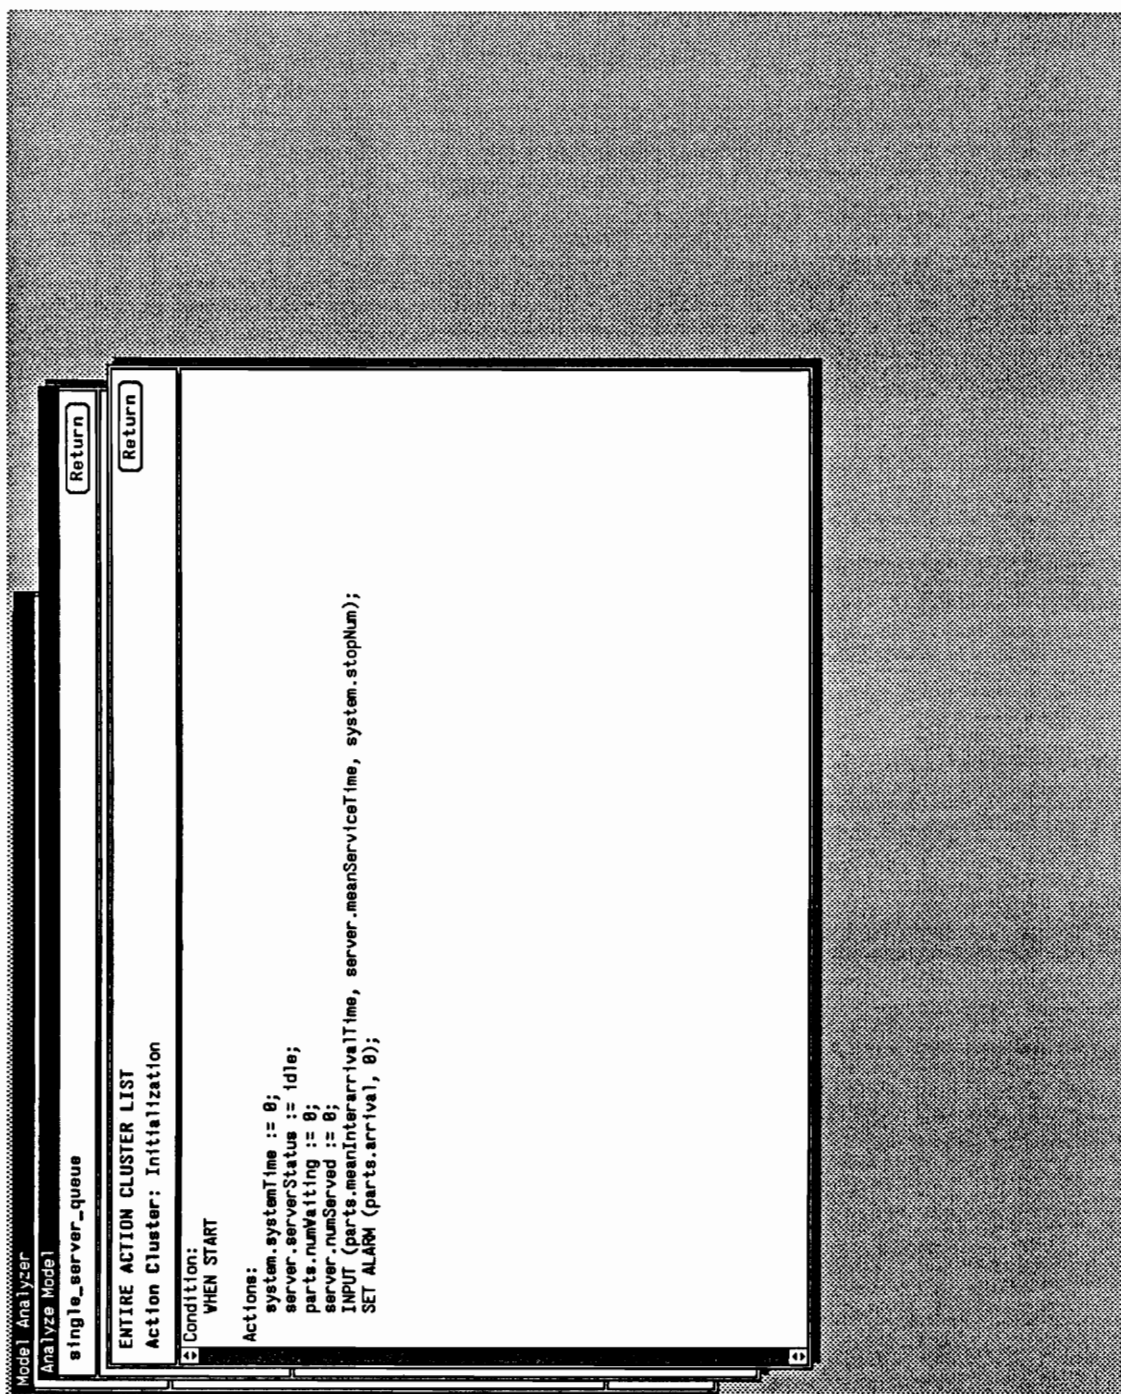 Model Analyzer
Analyze Model
single_server_queue
Return
ENTIRE ACTION CLUSTER LIST
Return
Action Cluster: Initialization
Condition:
WHEN START
Actions:
system.systemTime := 0;
server.serverStatus := idle;
parts.numWaiting := 0;
server.numServed := 0;
INPUT (parts.meanInterarrivalTime, server.meanServiceTime, system.stopNum);
SET ALARM (parts.arrival, 0);